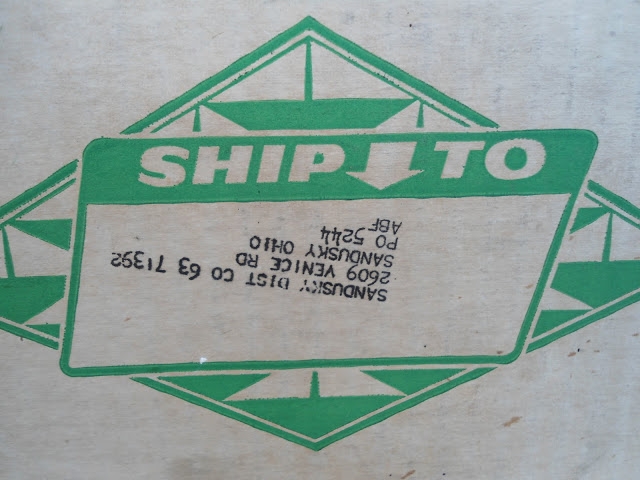 SHIP TO
SANDUSKY DIST CO 63 71392
2609 VENICE RD
SANDUSKY OHIO
PO 5244
ABF